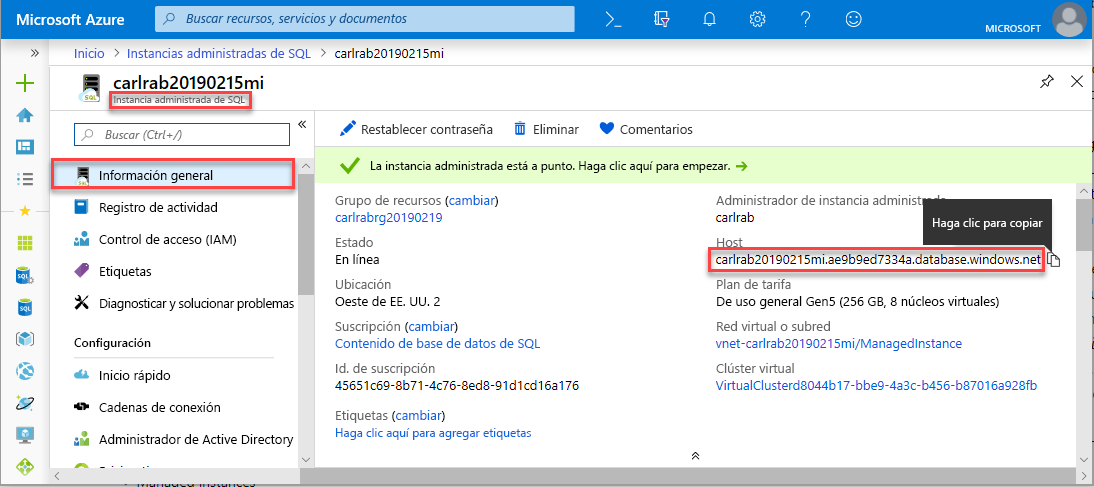 Microsoft Azure
Buscar recursos, servicios y documentos
MICROSOFT
Inicio > Instancias administradas de SQL > carlrab20190215mi
carlrab20190215mi
Instancia administrada de SQL
Buscar (Ctrl+/)
Información general
Registro de actividad
Control de acceso (IAM)
Etiquetas
Diagnosticar y solucionar problemas
Configuración
Inicio rápido
Cadenas de conexión
Administrador de Active Directory
Restablecer contraseña
Eliminar
Comentarios
La instancia administrada está a punto. Haga clic aquí para empezar.
Grupo de recursos (cambiar)
carlrabrg20190219
Estado
En línea
Ubicación
Oeste de EE. UU. 2
Suscripción (cambiar)
Contenido de base de datos de SQL
Id. de suscripción
45651c69-8b71-4c76-8ed8-91d1cd16a176
Etiquetas (cambiar)
Haga clic aquí para agregar etiquetas
Administrador de instancia administrada
carlrab
Haga clic para copiar
Host
carlrab20190215mi.ae9b9ed7334a.database.windows.net
Plan de tarifa
De uso general Gen5 (256 GB, 8 núcleos virtuales)
Red virtual o subred
vnet-carlrab20190215mi/ManagedInstance
Clúster virtual
VirtualClusterd8044b17-bbe9-4a3c-b456-b87016a928fb